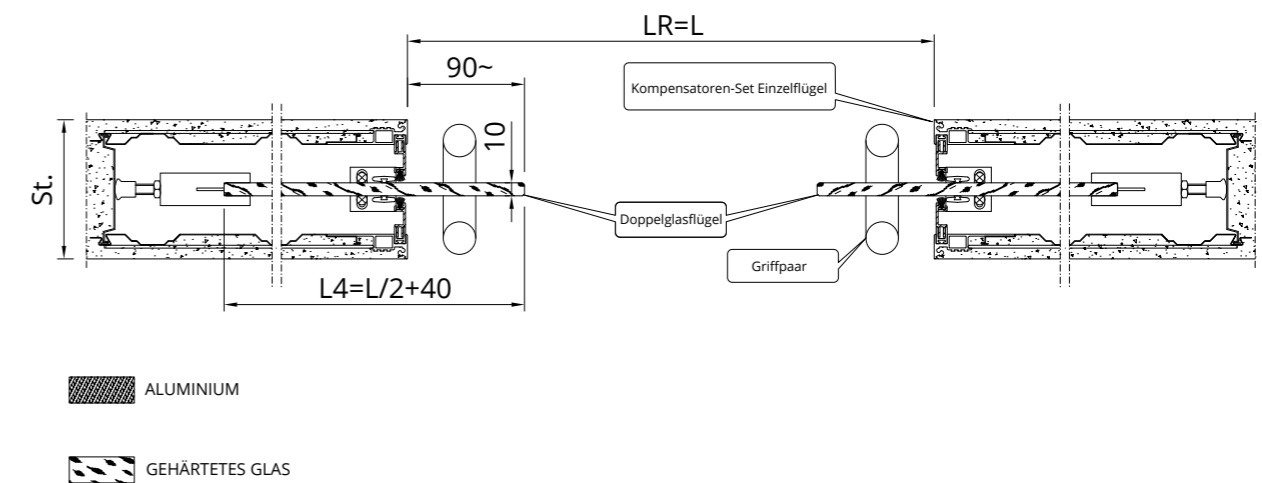 LR=L
90~
Kompensatoren-Set Einzelflügel
10
St.
Doppelglasflügel
Griffpaar
L4=L/2+40
ALUMINIUM
GEHÄRTETES GLAS